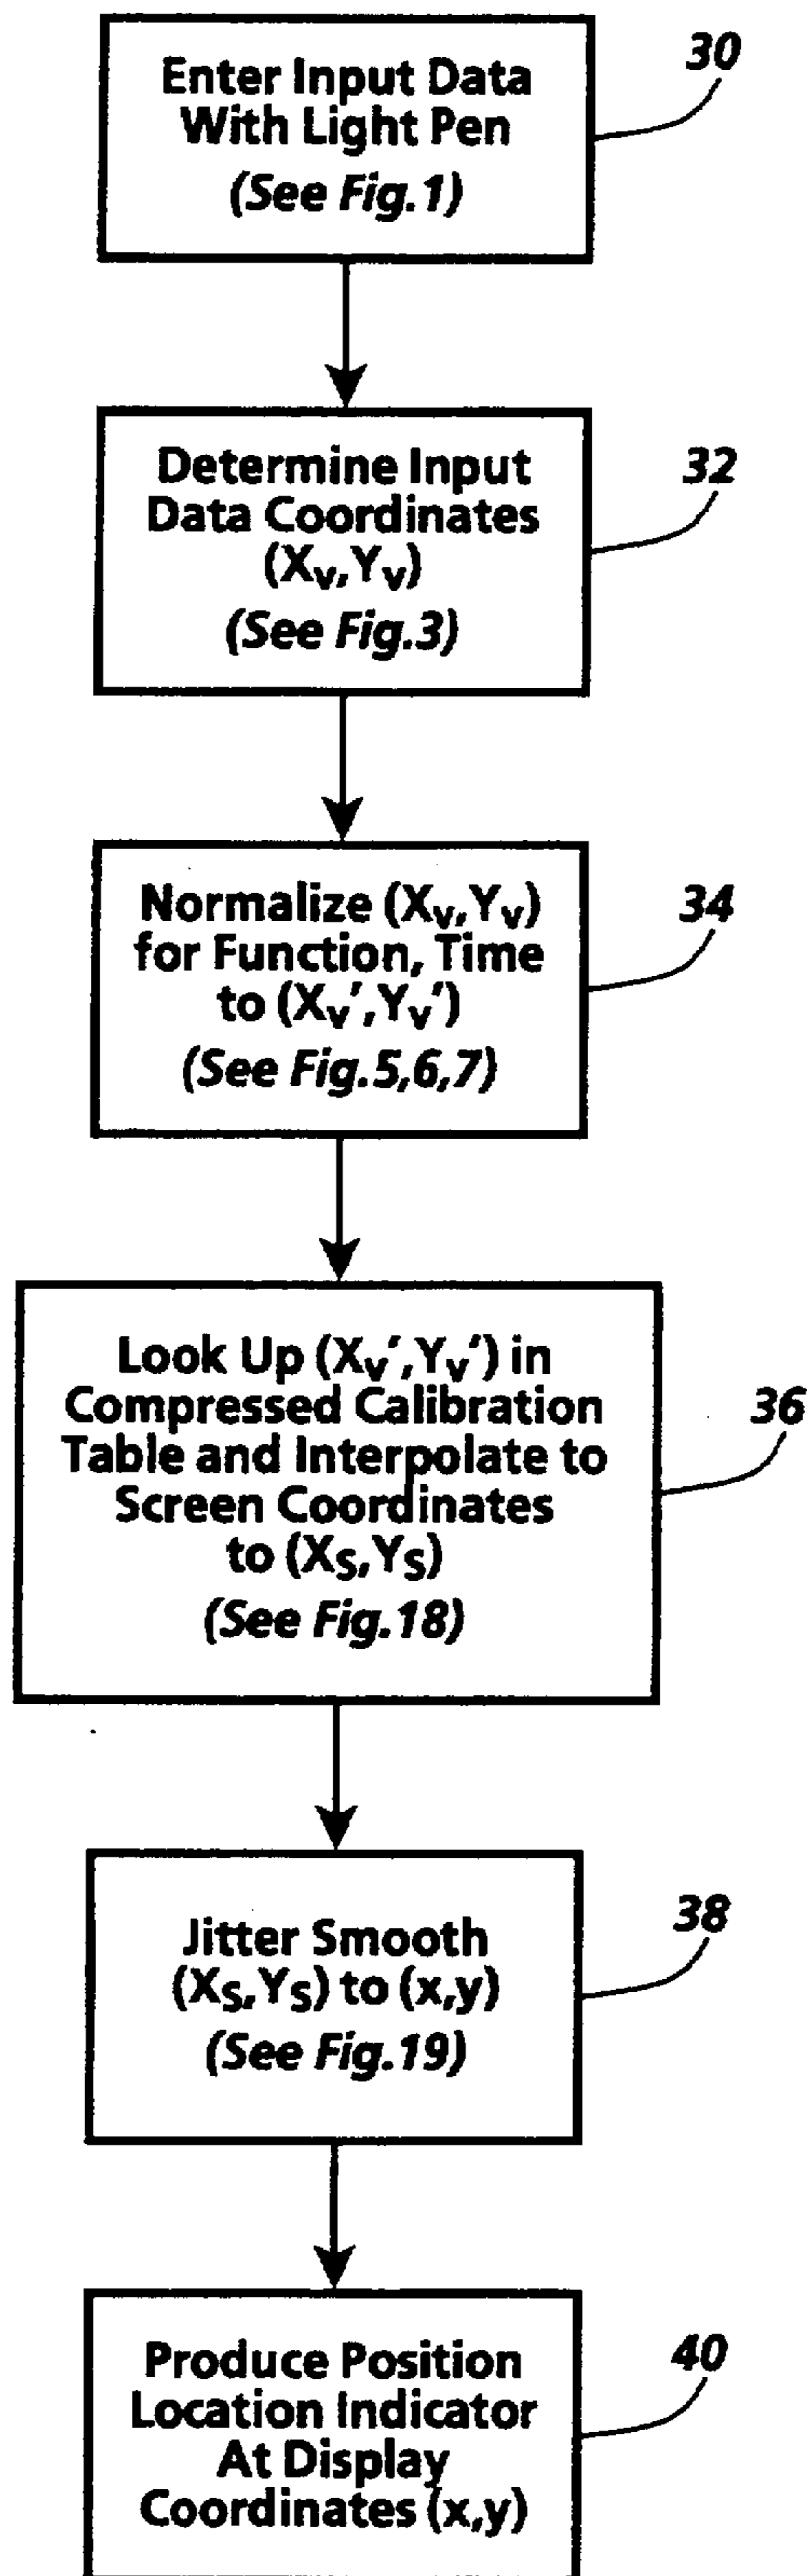 Enter Input Data
With Light Pen
(See Fig.1)
30
Determine Input
Data Coordinates
(Xv,Yv)
(See Fig.3)
32
Normalize (Xv,Yv)
for Function, Time
to (Xv',Yv')
(See Fig.5,6,7)
34
Look Up (Xv',Yv') in
Compressed Calibration
Table and Interpolate to
Screen Coordinates
to (XS,YS)
(See Fig.18)
36
Jitter Smooth
(XS,YS) to (x,y)
(See Fig.19)
38
Produce Position
Location Indicator
At Display
Coordinates (x,y)
40